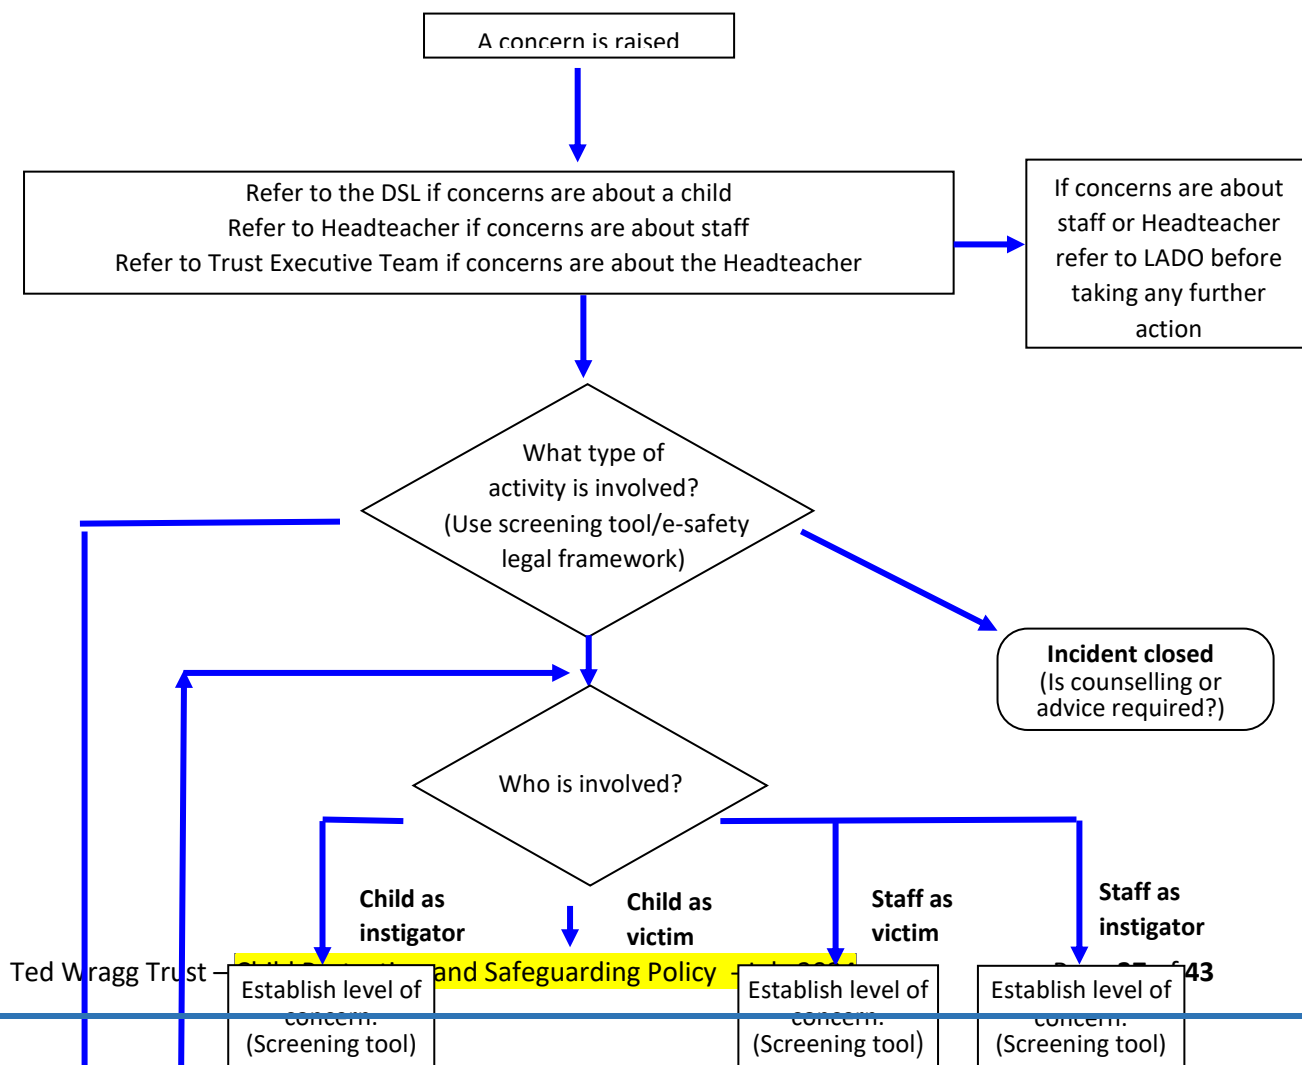 A concern is raised
Refer to the DSL if concerns are about a child
Refer to Headteacher if concerns are about staff
Refer to Trust Executive Team if concerns are about the Headteacher
If concerns are about
staff or Headteacher
refer to LADO before
taking any further
action
What type of
activity is involved?
(Use screening tool/e-safety
legal framework)
Incident closed
(Is counselling or
advice required?)
Who is involved?
Child as
instigator
Child as
victim
Staff as
victim
Staff as
instigator
Ted Wragg Trust – and Safeguarding Policy - 43
Establish level of
concern.
(Screening tool)
Establish level of
concern.
(Screening tool)
Establish level of
concern.
(Screening tool)